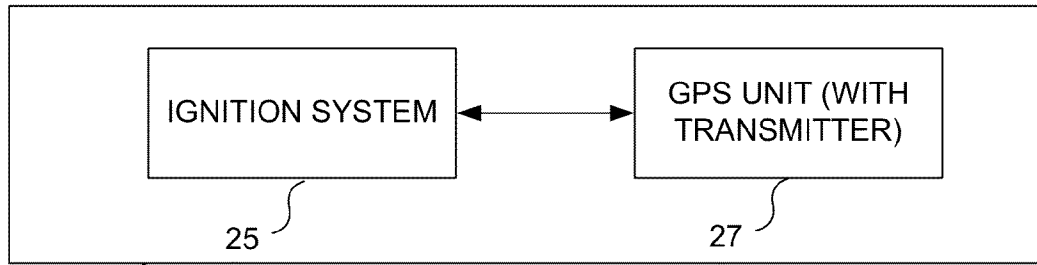 IGNITION SYSTEM
GPS UNIT (WITH
TRANSMITTER)
25
27